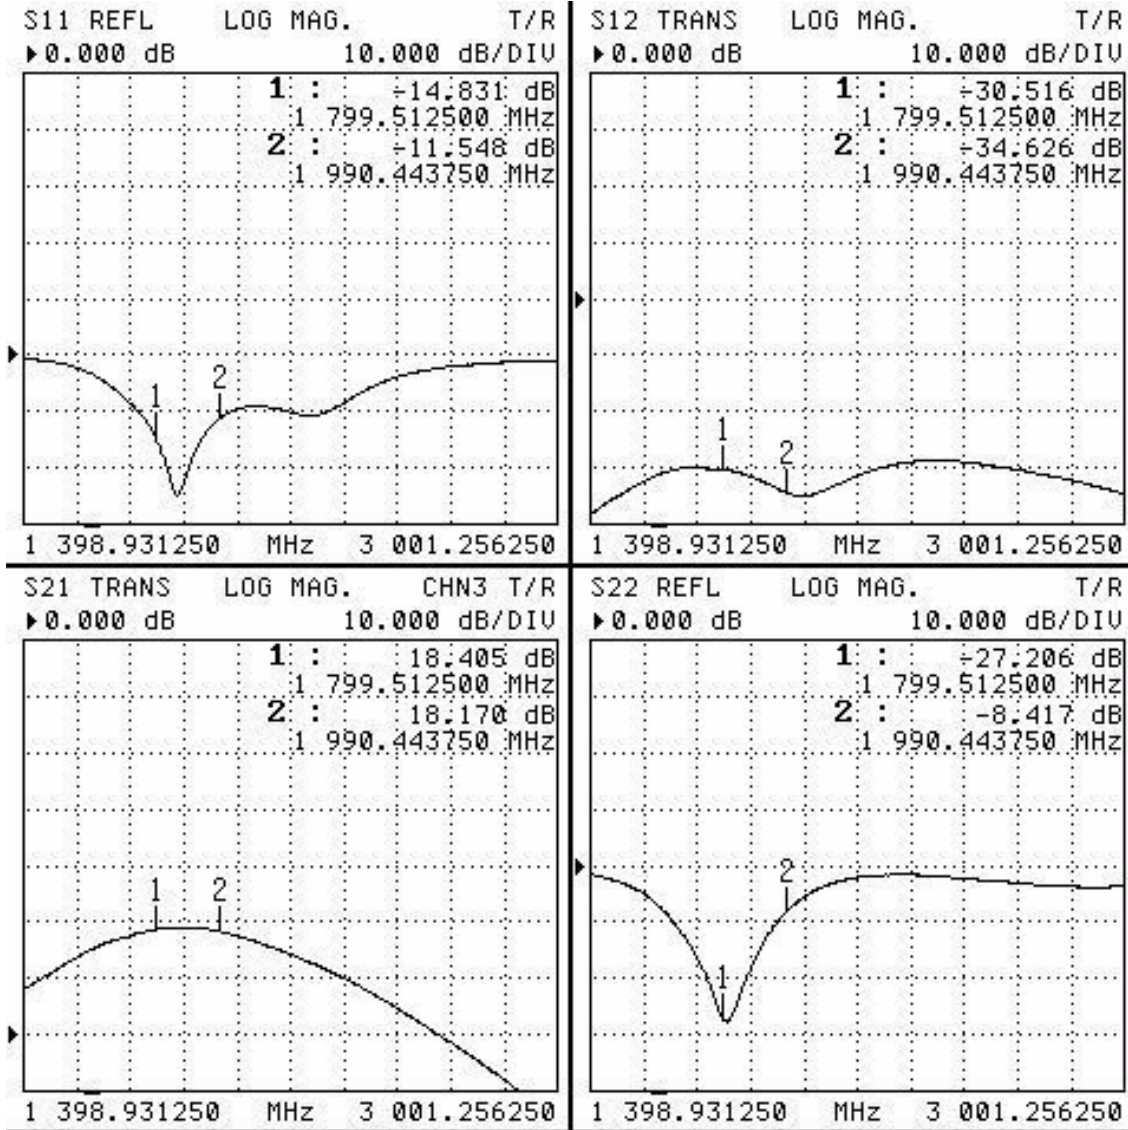 S11 REFL LOG MAG. T/R
▶0.000 dB 10.000 dB/DIV
1 : -14.831 dB
1 799.512500 MHz
2 : -11.548 dB
1 990.443750 MHz
1
2
1 398.931250 MHz 3 001.256250
S12 TRANS LOG MAG. T/R
▶0.000 dB 10.000 dB/DIV
1 : -30.516 dB
1 799.512500 MHz
2 : -34.626 dB
1 990.443750 MHz
1
2
1 398.931250 MHz 3 001.256250
S21 TRANS LOG MAG. CHN3 T/R
▶0.000 dB 10.000 dB/DIV
1 : 18.405 dB
1 799.512500 MHz
2 : 18.170 dB
1 990.443750 MHz
1 2
1 398.931250 MHz 3 001.256250
S22 REFL LOG MAG. T/R
▶0.000 dB 10.000 dB/DIV
1 : -27.206 dB
1 799.512500 MHz
2 : -8.417 dB
1 990.443750 MHz
2
1
1 398.931250 MHz 3 001.256250